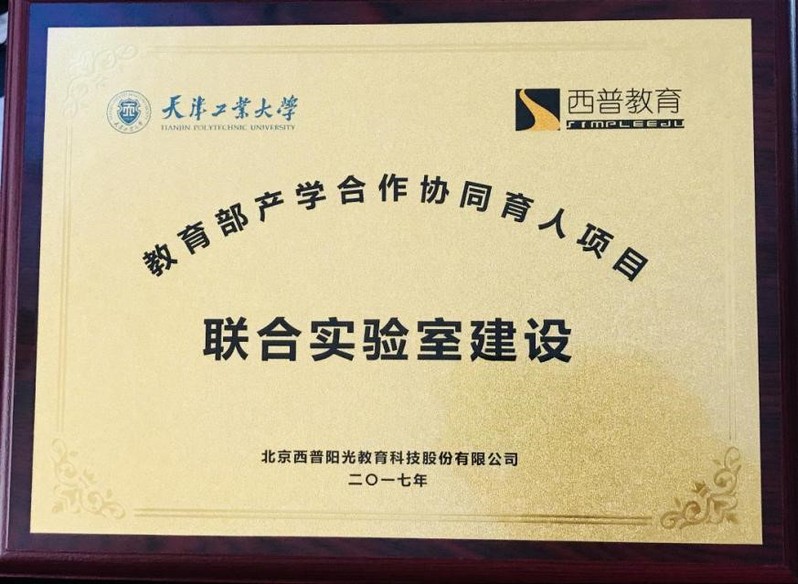 天津工业大学
TIANJIN POLYTECHNIC UNIVERSITY
西普教育
SIMPLEEDU
教育部产学合作协同育人项目
联合实验室建设
北京西普阳光教育科技股份有限公司
二〇一七年